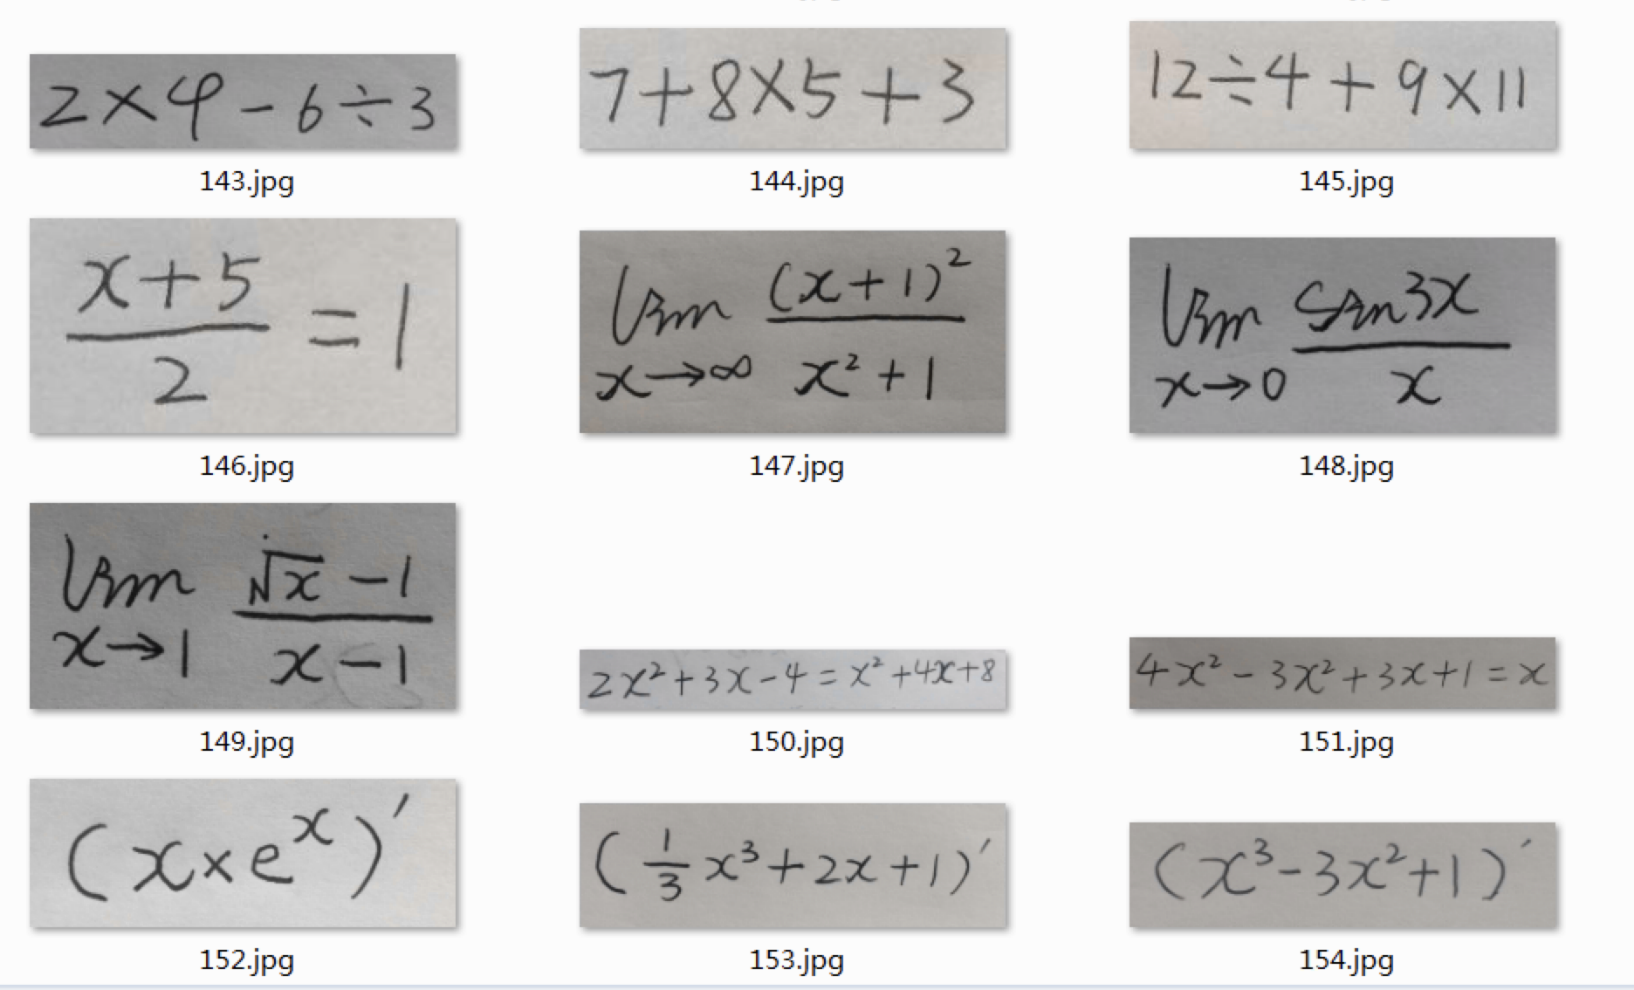 2×4-6÷3
7+8×5+3
12÷4+9×11
143.jpg
144.jpg
145.jpg
x+5
2
=1
lim (x+1)²
x→∞ x²+1
lim sin3x
x→0 x
146.jpg
147.jpg
148.jpg
lim √x -1
x→1 x-1
2x²+3x-4=x²+4x+8
4x²-3x²+3x+1=x
149.jpg
150.jpg
151.jpg
(x×eˣ)′
(1/3 x³+2x+1)′
(x³-3x²+1)′
152.jpg
153.jpg
154.jpg